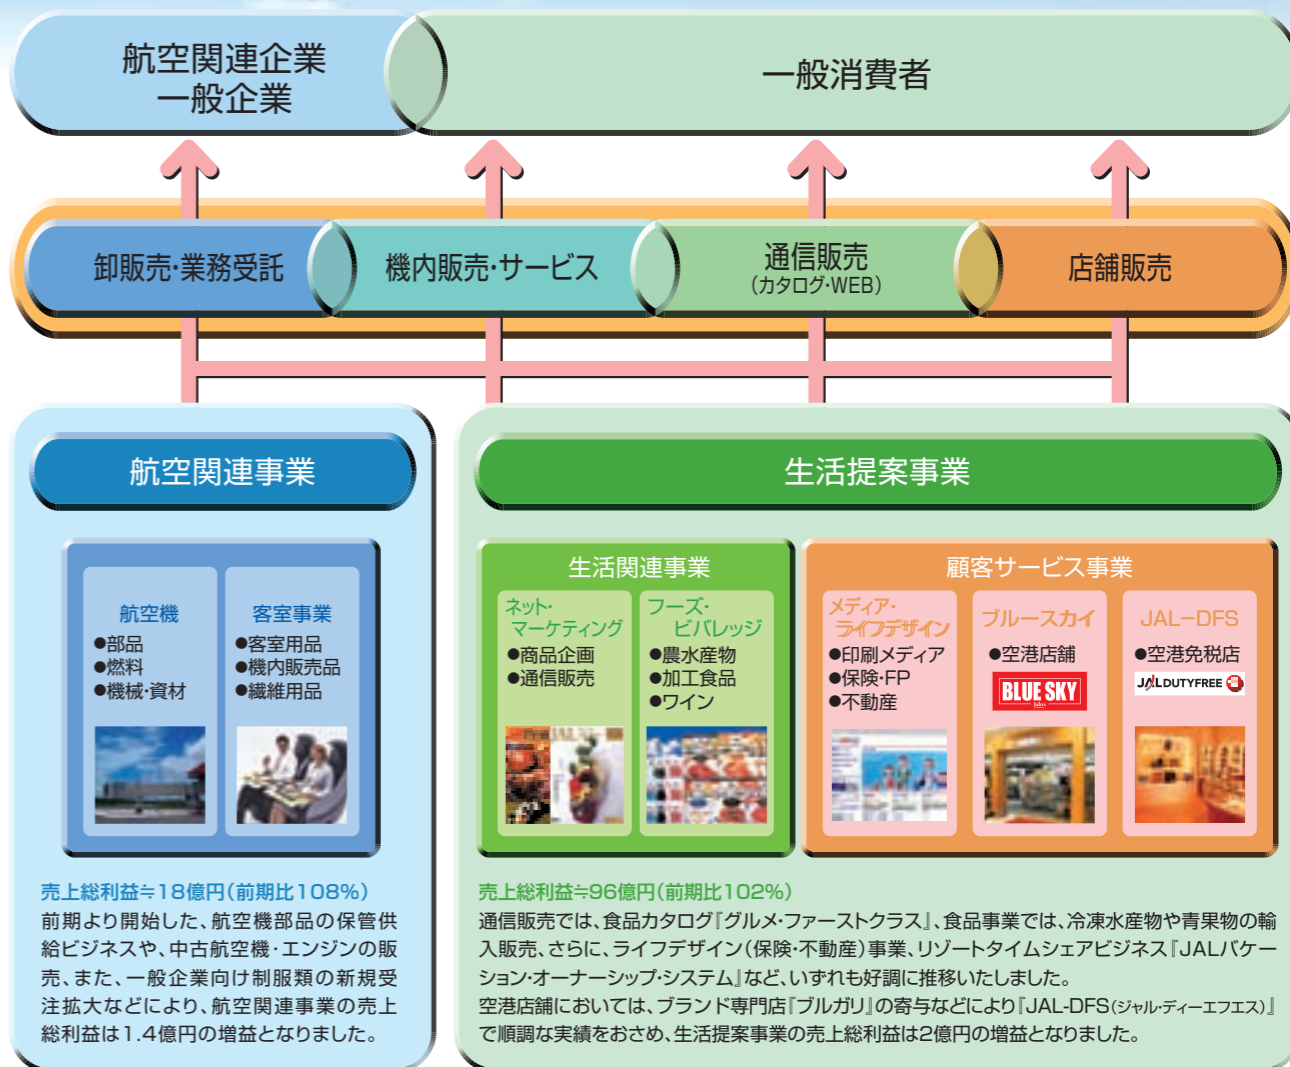 航空関連企業
一般企業
一般消費者
卸販売・業務受託
機内販売・サービス
通信販売
(カタログ・WEB)
店舗販売
航空関連事業
航空機
●部品
●燃料
●機械・資材
客室事業
●客室用品
●機内販売品
●繊維用品
売上総利益≒18億円(前期比108%)
前期より開始した、航空機部品の保管供
給ビジネスや、中古航空機・エンジンの販
売、また、一般企業向け制服類の新規受
注拡大などにより、航空関連事業の売上
総利益は1.4億円の増益となりました。
生活提案事業
生活関連事業
ネット・
マーケティング
●商品企画
●通信販売
フーズ・
ビバレッジ
●農水産物
●加工食品
●ワイン
顧客サービス事業
メディア・
ライフデザイン
●印刷メディア
●保険・FP
●不動産
ブルースカイ
●空港店舗
BLUE SKY
JAL−DFS
●空港免税店
JAL DUTYFREE
売上総利益≒96億円(前期比102%)
通信販売では、食品カタログ『グルメ・ファーストクラス』、食品事業では、冷凍水産物や青果物の輸
入販売、さらに、ライフデザイン(保険・不動産)事業、リゾートタイムシェアビジネス『JALバケー
ション・オーナーシップ・システム』など、いずれも好調に推移いたしました。
空港店舗においては、ブランド専門店『ブルガリ』の寄与などにより『JAL-DFS(ジャル・ディーエフエス)』
で順調な実績をおさめ、生活提案事業の売上総利益は2億円の増益となりました。